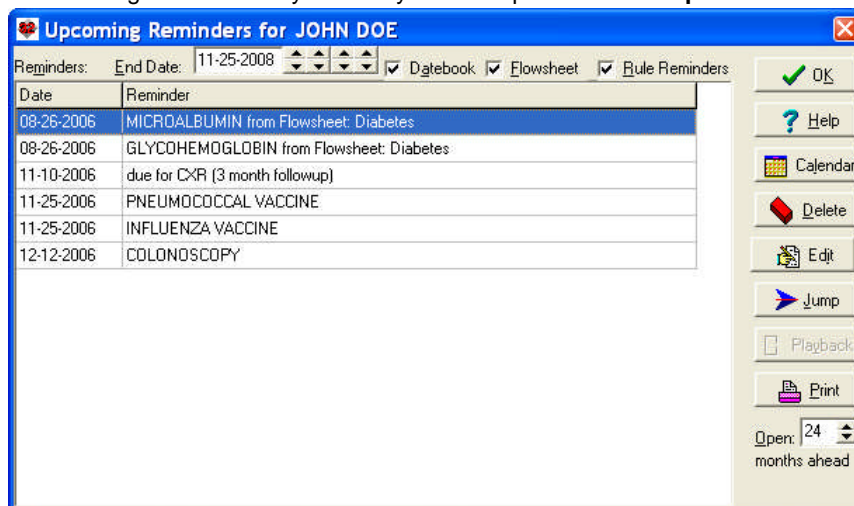 Upcoming Reminders for JOHN DOE
Reminders: End Date: 11-25-2008 Datebook Flowsheet Rule Reminders
Date Reminder
08-26-2006 MICROALBUMIN from Flowsheet: Diabetes
08-26-2006 GLYCOHEMOGLOBIN from Flowsheet: Diabetes
11-10-2006 due for CXR (3 month followup)
11-25-2006 PNEUMOCOCCAL VACCINE
11-25-2006 INFLUENZA VACCINE
12-12-2006 COLONOSCOPY
OK
Help
Calendar
Delete
Edit
Jump
Playback
Print
Open: 24
months ahead